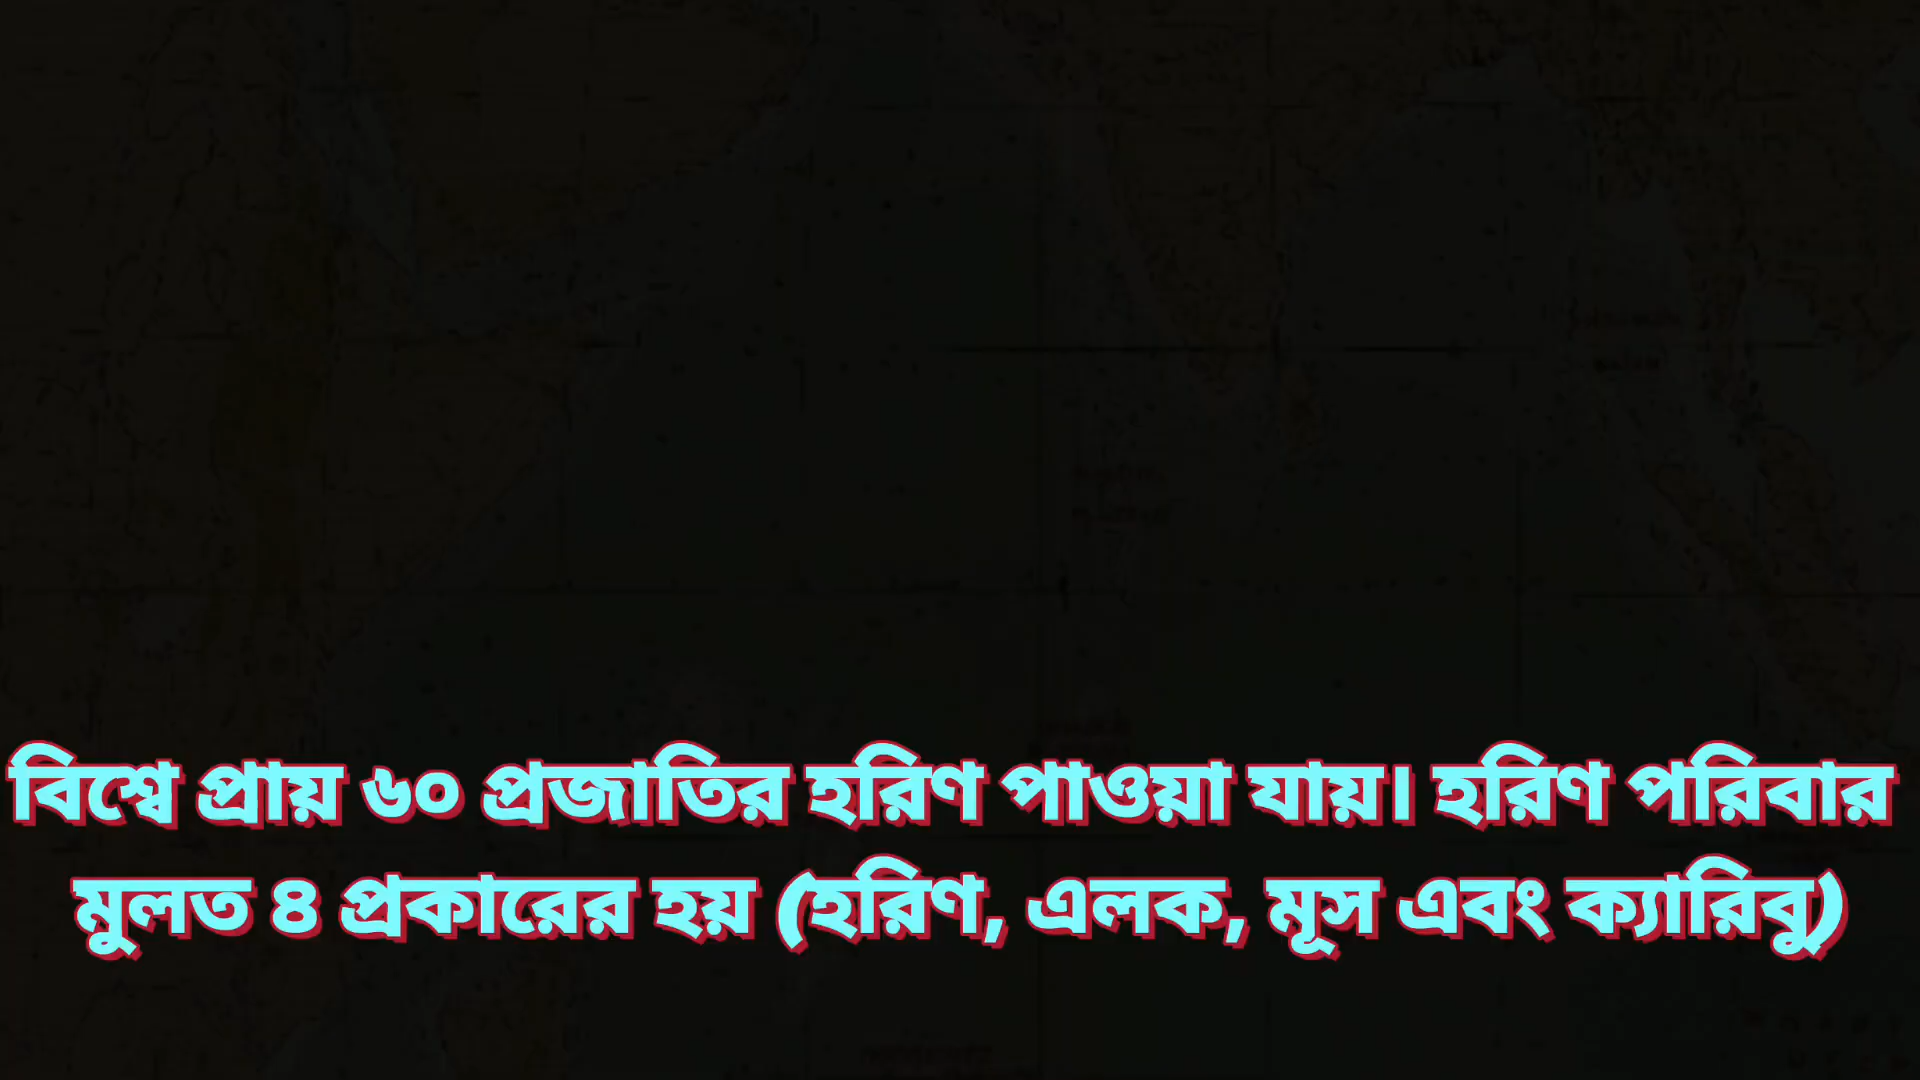 বিশ্বে প্রায় ৬০ প্রজাতির হরিণ পাওয়া যায়। হরিণ পরিবার
মুলত ৪ প্রকারের হয় (হরিণ, এলক, মূস এবং ক্যারিবু)